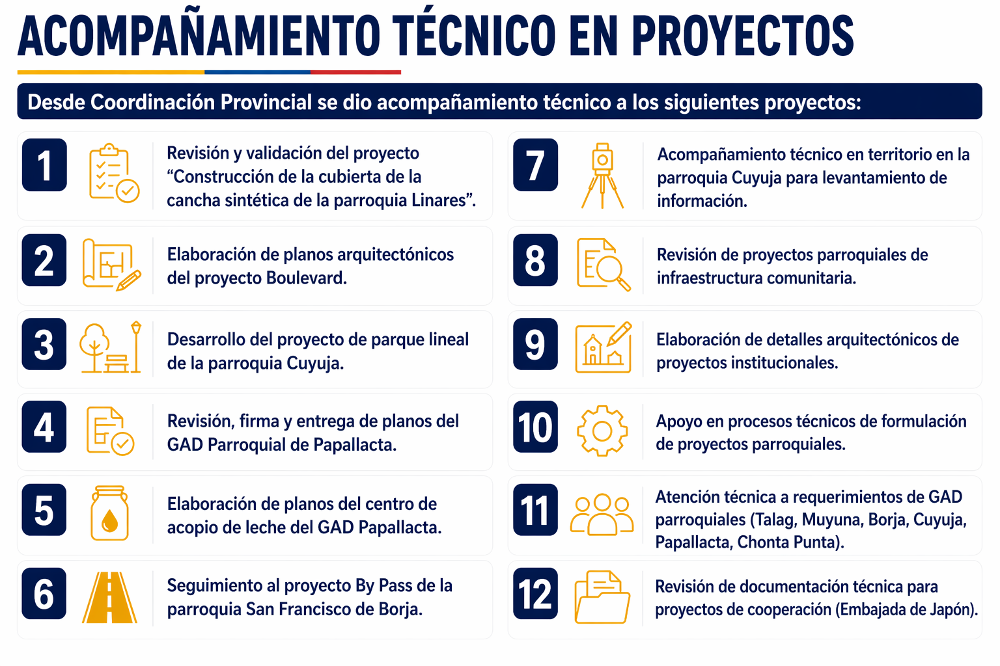 ACOMPAÑAMIENTO TÉCNICO EN PROYECTOS
Desde Coordinación Provincial se dio acompañamiento técnico a los siguientes proyectos:
1
Revisión y validación del proyecto
“Construcción de la cubierta de la
cancha sintética de la parroquia Linares”.
2
Elaboración de planos arquitectónicos
del proyecto Boulevard.
3
Desarrollo del proyecto de parque lineal
de la parroquia Cuyuja.
4
Revisión, firma y entrega de planos del
GAD Parroquial de Papallacta.
5
Elaboración de planos del centro de
acopio de leche del GAD Papallacta.
6
Seguimiento al proyecto By Pass de la
parroquia San Francisco de Borja.
7
Acompañamiento técnico en territorio en la
parroquia Cuyuja para levantamiento de
información.
8
Revisión de proyectos parroquiales de
infraestructura comunitaria.
9
Elaboración de detalles arquitectónicos de
proyectos institucionales.
10
Apoyo en procesos técnicos de formulación
de proyectos parroquiales.
11
Atención técnica a requerimientos de GAD
parroquiales (Talag, Muyuna, Borja, Cuyuja,
Papallacta, Chonta Punta).
12
Revisión de documentación técnica para
proyectos de cooperación (Embajada de Japón).